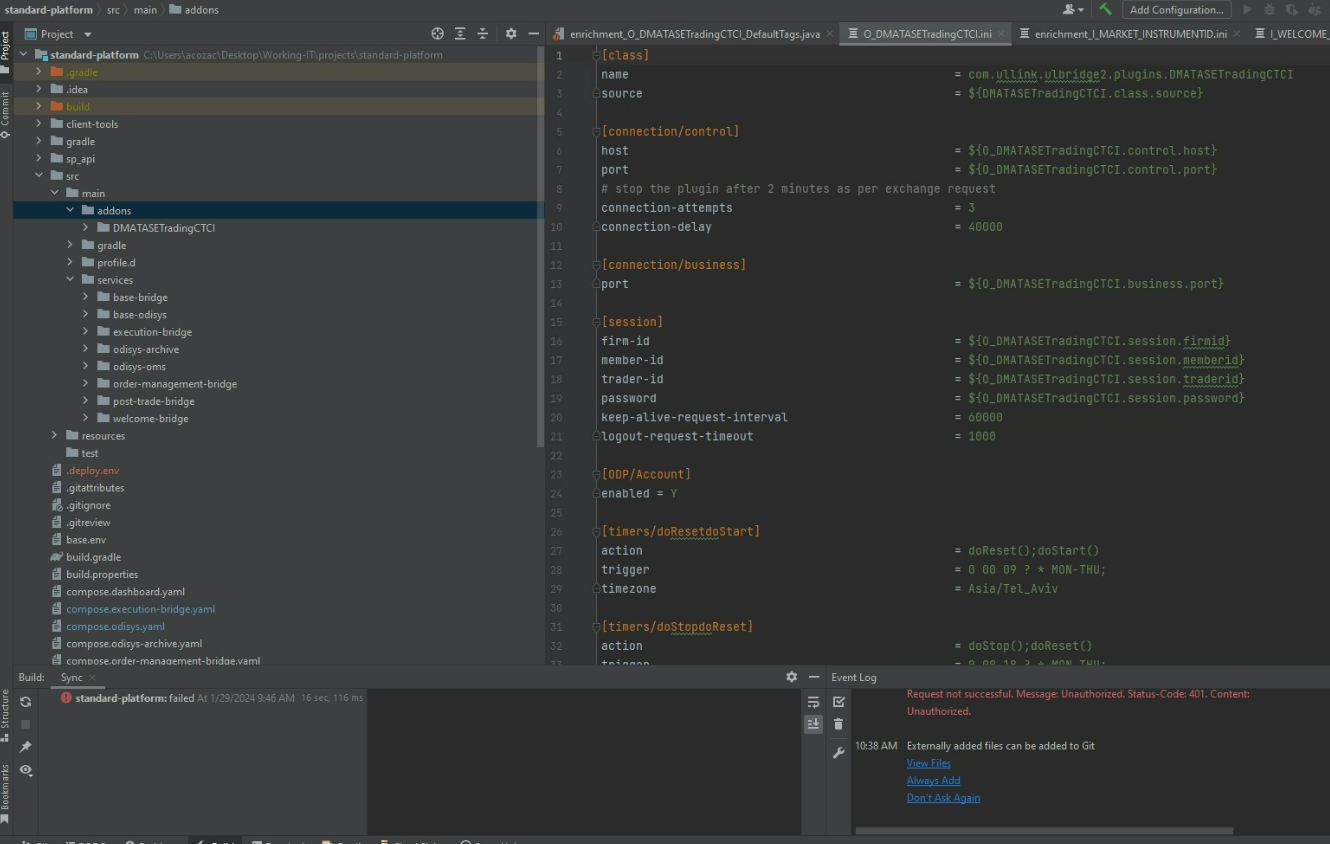 standard-platform src main addons
Add Configuration...
Project
standard-platform C:\Users\acozac\Desktop\Working-IT\projects\standard-platform
.gradle
.idea
build
client-tools
gradle
sp_api
src
main
addons
DMATASETradingCTCI
gradle
profile.d
services
base-bridge
base-odisys
execution-bridge
odisys-archive
odisys-oms
order-management-bridge
post-trade-bridge
welcome-bridge
resources
test
.deploy.env
.gitattributes
.gitignore
.gitreview
base.env
build.gradle
build.properties
compose.dashboard.yaml
compose.execution-bridge.yaml
compose.odisys.yaml
compose.odisys-archive.yaml
compose.order-management-bridge.yaml
Project
Commit
Structure
Bookmarks
enrichment_O_DMATASETradingCTCI_DefaultTags.java O_DMATASETradingCTCI.ini enrichment_I_MARKET_INSTRUMENTID.ini I_WELCOME_
1 [class]
2 name = com.ullink.ulbridge2.plugins.DMATASETradingCTCI
3 source = ${DMATASETradingCTCI.class.source}
4
5 [connection/control]
6 host = ${O_DMATASETradingCTCI.control.host}
7 port = ${O_DMATASETradingCTCI.control.port}
8 # stop the plugin after 2 minutes as per exchange request
9 connection-attempts = 3
10 connection-delay = 40000
11
12 [connection/business]
13 port = ${O_DMATASETradingCTCI.business.port}
14
15 [session]
16 firm-id = ${O_DMATASETradingCTCI.session.firmid}
17 member-id = ${O_DMATASETradingCTCI.session.memberid}
18 trader-id = ${O_DMATASETradingCTCI.session.traderid}
19 password = ${O_DMATASETradingCTCI.session.password}
20 keep-alive-request-interval = 60000
21 logout-request-timeout = 1000
22
23 [ODP/Account]
24 enabled = Y
25
26 [timers/doResetdoStart]
27 action = doReset();doStart()
28 trigger = 0 00 09 ? * MON-THU;
29 timezone = Asia/Tel_Aviv
30
31 [timers/doStopdoReset]
32 action = doStop();doReset()
33 trigger = 0 00 18 ? * MON-THU;
Build: Sync
standard-platform: failed At 1/29/2024 9:46 AM 16 sec, 116 ms
Event Log
Request not successful. Message: Unauthorized. Status-Code: 401. Content:
Unauthorized.
10:38 AM Externally added files can be added to Git
View Files
Always Add
Don't Ask Again